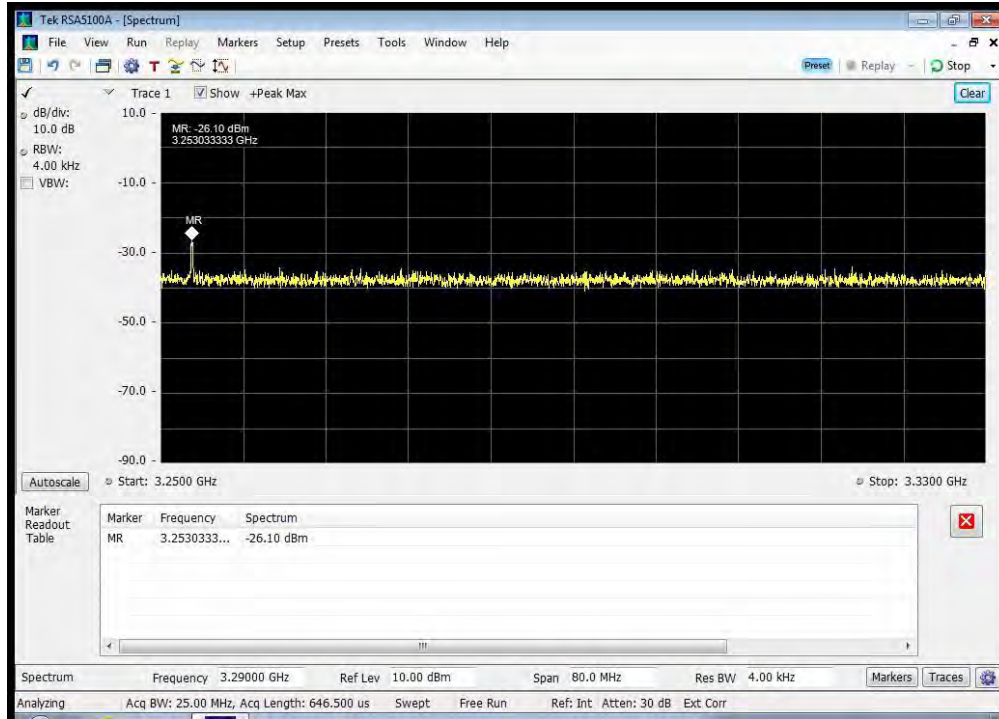 Tek RSA5100A - [Spectrum]
File View Run Replay Markers Setup Presets Tools Window Help
Preset Replay Stop
Trace 1 Show +Peak Max Clear
dB/div:
10.0 dB
RBW:
4.00 kHz
VBW:
10.0
-10.0
-30.0
-50.0
-70.0
-90.0
MR: -26.10 dBm
3.253033333 GHz
MR
Autoscale Start: 3.2500 GHz Stop: 3.3300 GHz
Marker
Readout
Table
Marker Frequency Spectrum
MR 3.2530333... -26.10 dBm
Spectrum Frequency 3.29000 GHz Ref Lev 10.00 dBm Span 80.0 MHz Res BW 4.00 kHz Markers Traces
Analyzing Acq BW: 25.00 MHz, Acq Length: 646.500 us Swept Free Run Ref: Int Atten: 30 dB Ext Corr